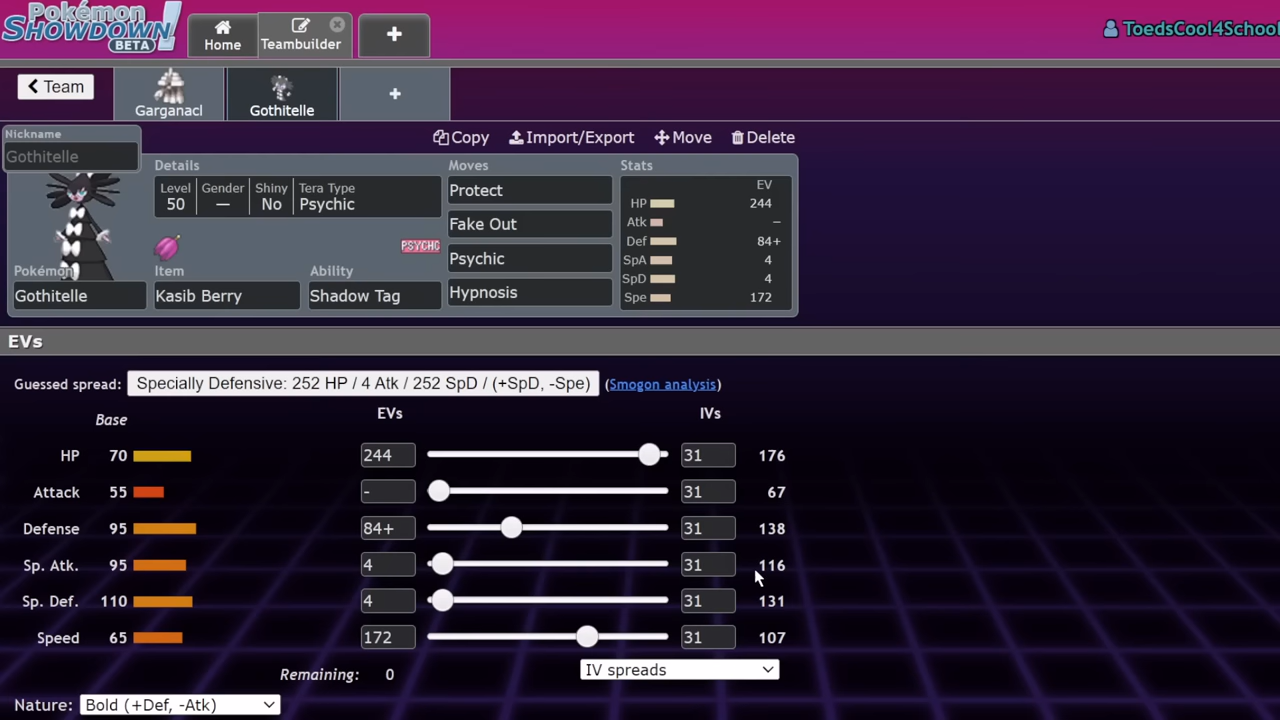 Pokémon
SHOWDOWN!
BETA
Home
Teambuilder
+
ToedsCool4School
Team
Garganacl
Gothitelle
+
Nickname
Gothitelle
Copy Import/Export Move Delete
Details
Level Gender Shiny Tera Type
50 — No Psychic
PSYCHC
Pokémon Item Ability
Gothitelle Kasib Berry Shadow Tag
Moves
Protect
Fake Out
Psychic
Hypnosis
Stats
EV
HP 244
Atk –
Def 84+
SpA 4
SpD 4
Spe 172
EVs
Guessed spread: Specially Defensive: 252 HP / 4 Atk / 252 SpD / (+SpD, -Spe) (Smogon analysis)
Base EVs IVs
HP 70 244 31 176
Attack 55 - 31 67
Defense 95 84+ 31 138
Sp. Atk. 95 4 31 116
Sp. Def. 110 4 31 131
Speed 65 172 31 107
Remaining: 0 IV spreads
Nature: Bold (+Def, -Atk)